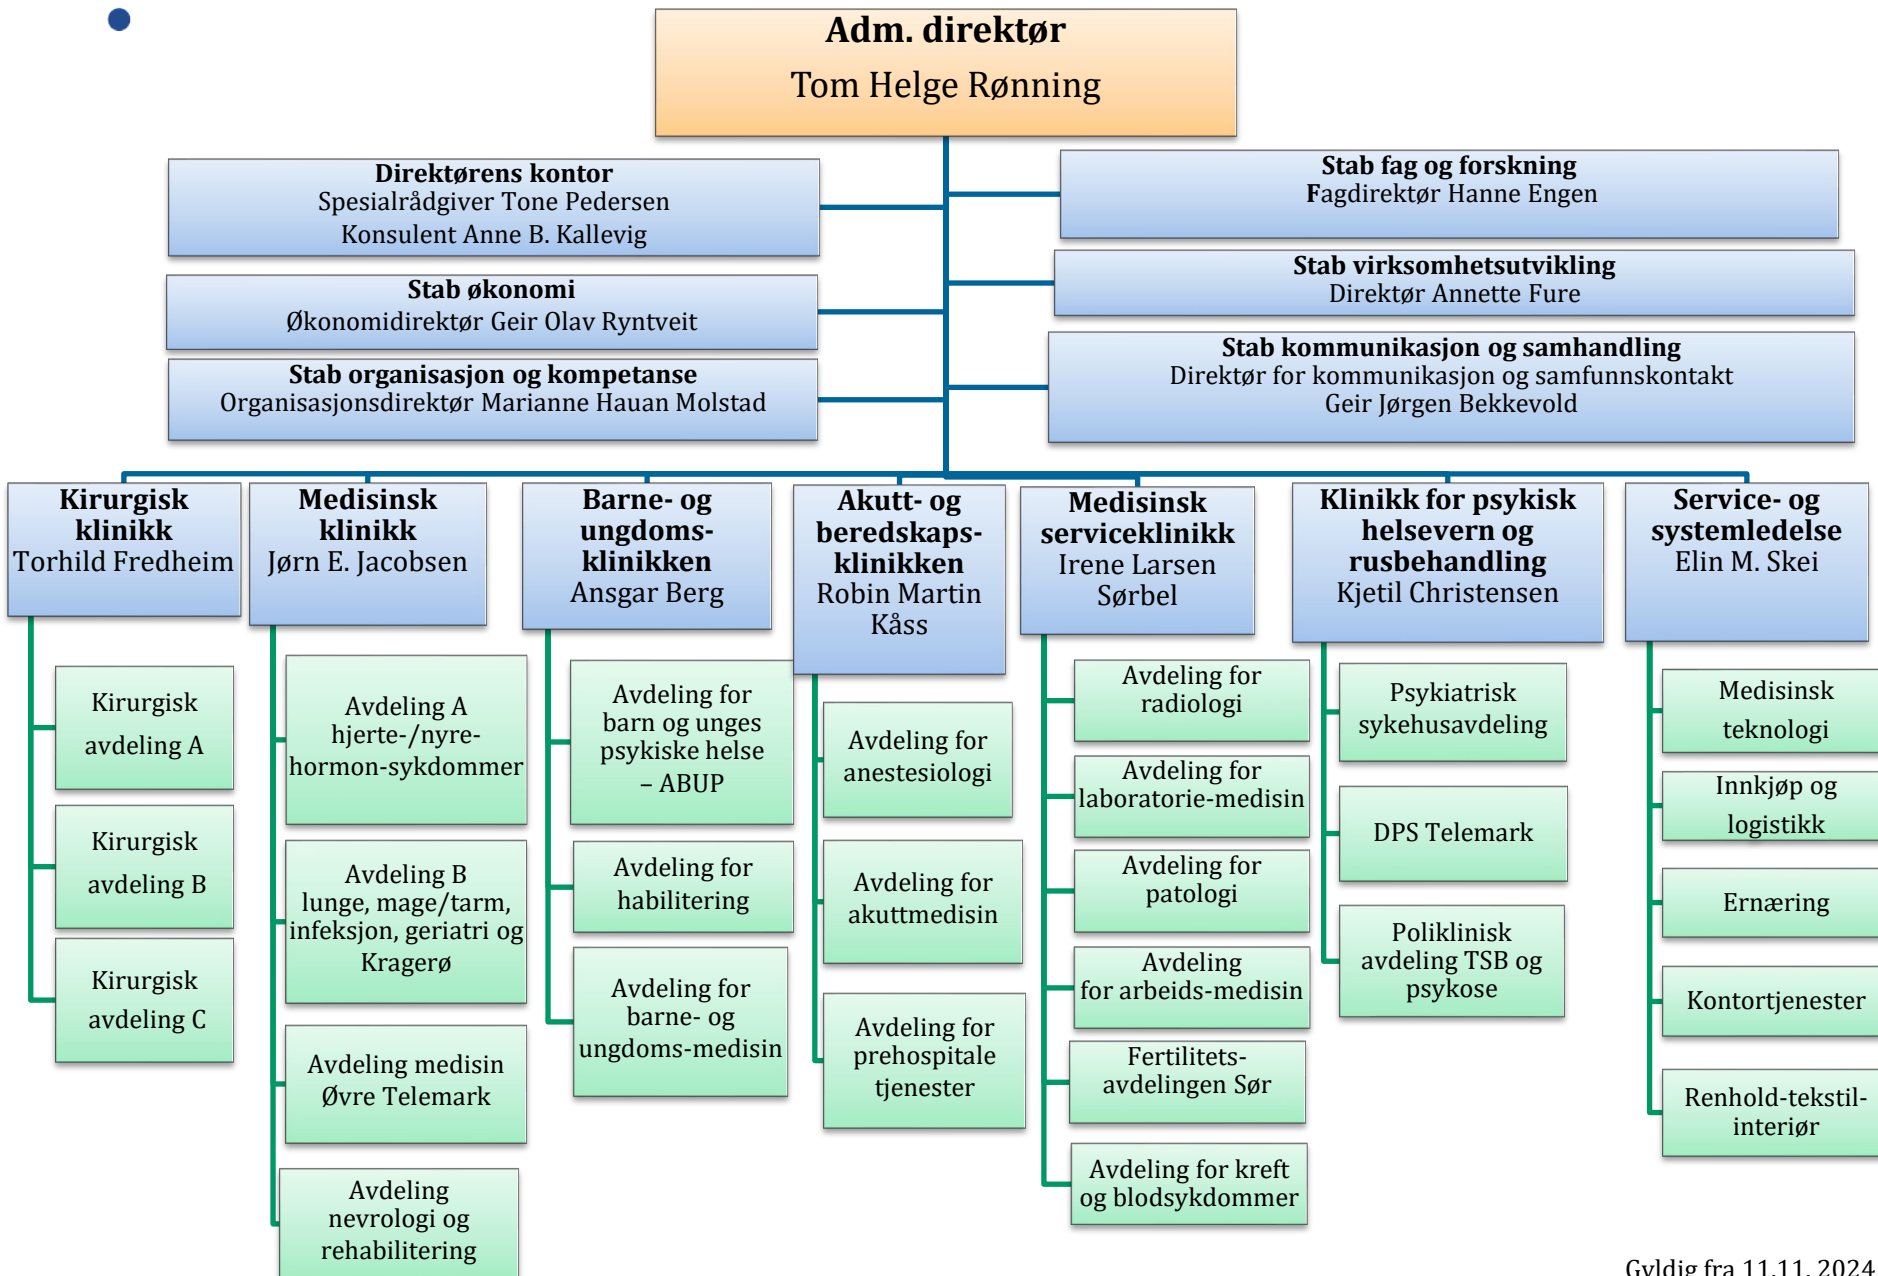 Adm. direktør
Tom Helge Rønning
Direktørens kontor
Spesialrådgiver Tone Pedersen
Konsulent Anne B. Kallevig
Stab fag og forskning
Fagdirektør Hanne Engen
Stab økonomi
Økonomidirektør Geir Olav Ryntveit
Stab virksomhetsutvikling
Direktør Annette Fure
Stab organisasjon og kompetanse
Organisasjonsdirektør Marianne Hauan Molstad
Stab kommunikasjon og samhandling
Direktør for kommunikasjon og samfunnskontakt
Geir Jørgen Bekkevold
Kirurgisk
klinikk
Torhild Fredheim
Kirurgisk
avdeling A
Kirurgisk
avdeling B
Kirurgisk
avdeling C
Medisinsk
klinikk
Jørn E. Jacobsen
Avdeling A
hjerte-/nyre-
hormon-sykdommer
Avdeling B
lunge, mage/tarm,
infeksjon, geriatri og
Kragerø
Avdeling medisin
Øvre Telemark
Avdeling
nevrologi og
rehabilitering
Barne- og
ungdoms-
klinikken
Ansgar Berg
Avdeling for
barn og unges
psykiske helse
– ABUP
Avdeling for
habilitering
Avdeling for
barne- og
ungdoms-medisin
Akutt- og
beredskaps-
klinikken
Robin Martin
Kåss
Avdeling for
anestesiologi
Avdeling for
akuttmedisin
Avdeling for
prehospitale
tjenester
Medisinsk
serviceklinikk
Irene Larsen
Sørbel
Avdeling for
radiologi
Avdeling for
laboratorie-medisin
Avdeling for
patologi
Avdeling
for arbeids-medisin
Fertilitets-
avdelingen Sør
Avdeling for kreft
og blodsykdommer
Klinikk for psykisk
helsevern og
rusbehandling
Kjetil Christensen
Psykiatrisk
sykehusavdeling
DPS Telemark
Poliklinisk
avdeling TSB og
psykose
Service- og
systemledelse
Elin M. Skei
Medisinsk
teknologi
Innkjøp og
logistikk
Ernæring
Kontortjenester
Renhold-tekstil-
interiør
Gyldig fra 11.11. 2024